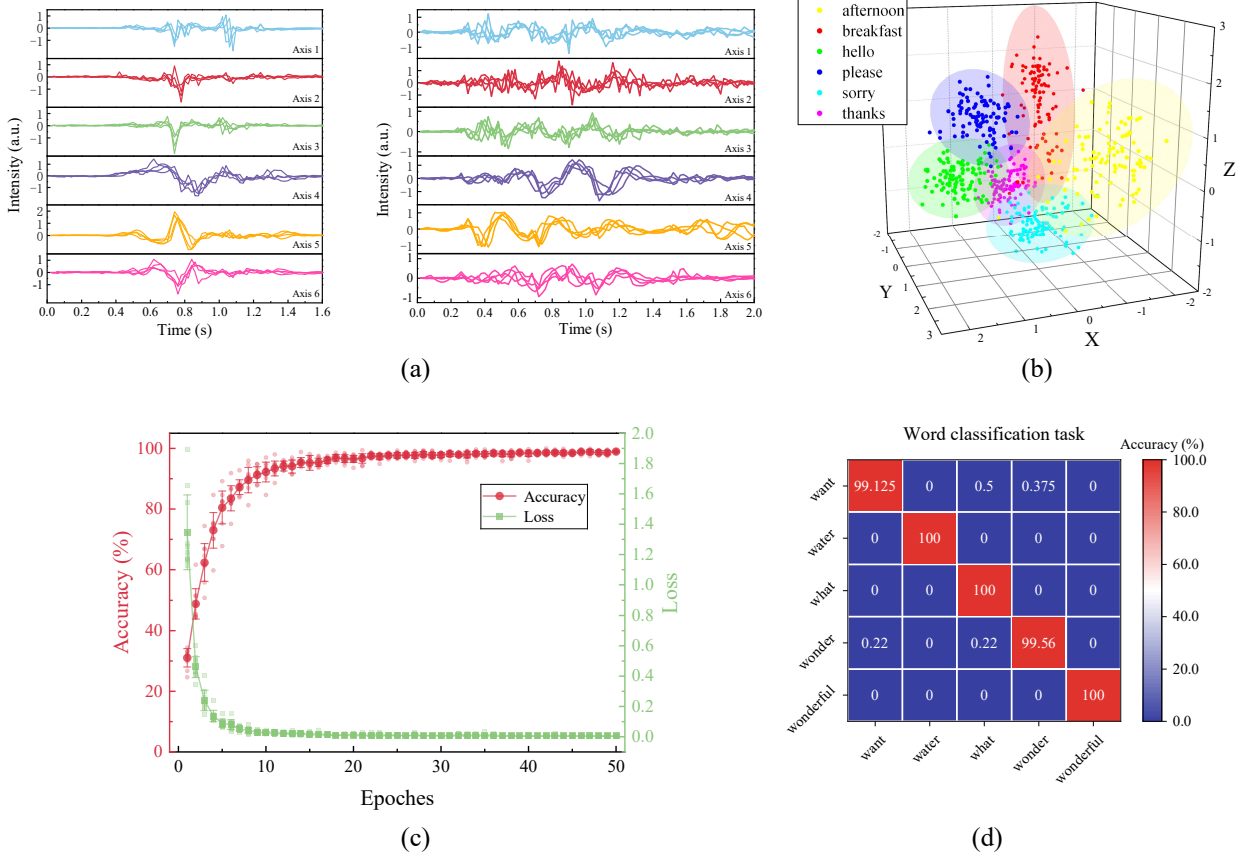 Intensity (a.u.)
1
0
−1
Axis 1
1
0
−1
Axis 2
1
0
−1
Axis 3
1
0
−1
Axis 4
2
1
0
Axis 5
1
0
−1
Axis 6
0.0 0.2 0.4 0.6 0.8 1.0 1.2 1.4 1.6
Time (s)
Intensity (a.u.)
1
0
−1
Axis 1
1
0
−1
Axis 2
1
0
−1
Axis 3
1
0
−1
Axis 4
1
0
−1
Axis 5
1
0
-1
Axis 6
0.0 0.2 0.4 0.6 0.8 1.0 1.2 1.4 1.6 1.8 2.0
Time (s)
(a)
afternoon
breakfast
hello
please
sorry
thanks
3
2
1
0
-1
-2
Z
-2
-1
0
1
2
3
Y
2 1 0 -1 -2
X
(b)
100
80
60
40
20
0
Accuracy (%)
2.0
1.8
1.6
1.4
1.2
1.0
0.8
0.6
0.4
0.2
0.0
Loss
Accuracy
Loss
0 10 20 30 40 50
Epoches
(c)
Word classification task
Accuracy (%)
want 99.125 0 0.5 0.375 0
water 0 100 0 0 0
what 0 0 100 0 0
wonder 0.22 0 0.22 99.56 0
wonderful 0 0 0 0 100
want water what wonder wonderful
100.0
80.0
60.0
40.0
20.0
0.0
(d)